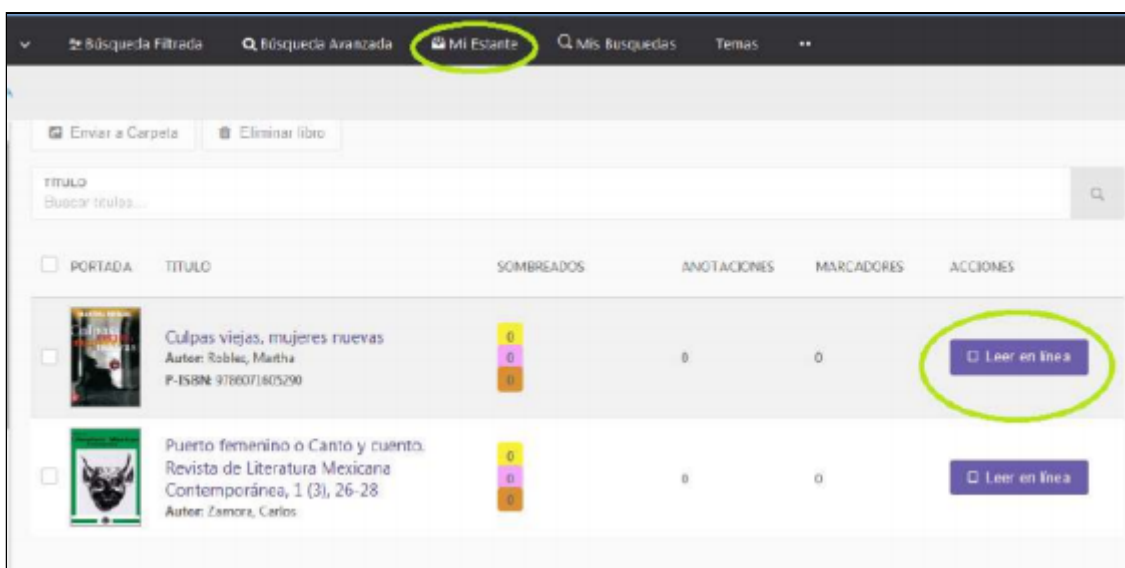 Búsqueda Filtrada Búsqueda Avanzada Mi Estante Mis Busquedas Temas
Enviar a Carpeta Eliminar libro
TITULO
Buscar titulos...
PORTADA TITULO SOMBREADOS ANOTACIONES MARCADORES ACCIONES
Culpas viejas, mujeres nuevas
Autor: Robles, Martha
P-ISBN: 9786071605290
0
0
0
0 0
Leer en línea
Puerto femenino o Canto y cuento.
Revista de Literatura Mexicana
Contemporánea, 1 (3), 26-28
Autor: Zamora, Carlos
0
0
0
0 0
Leer en línea